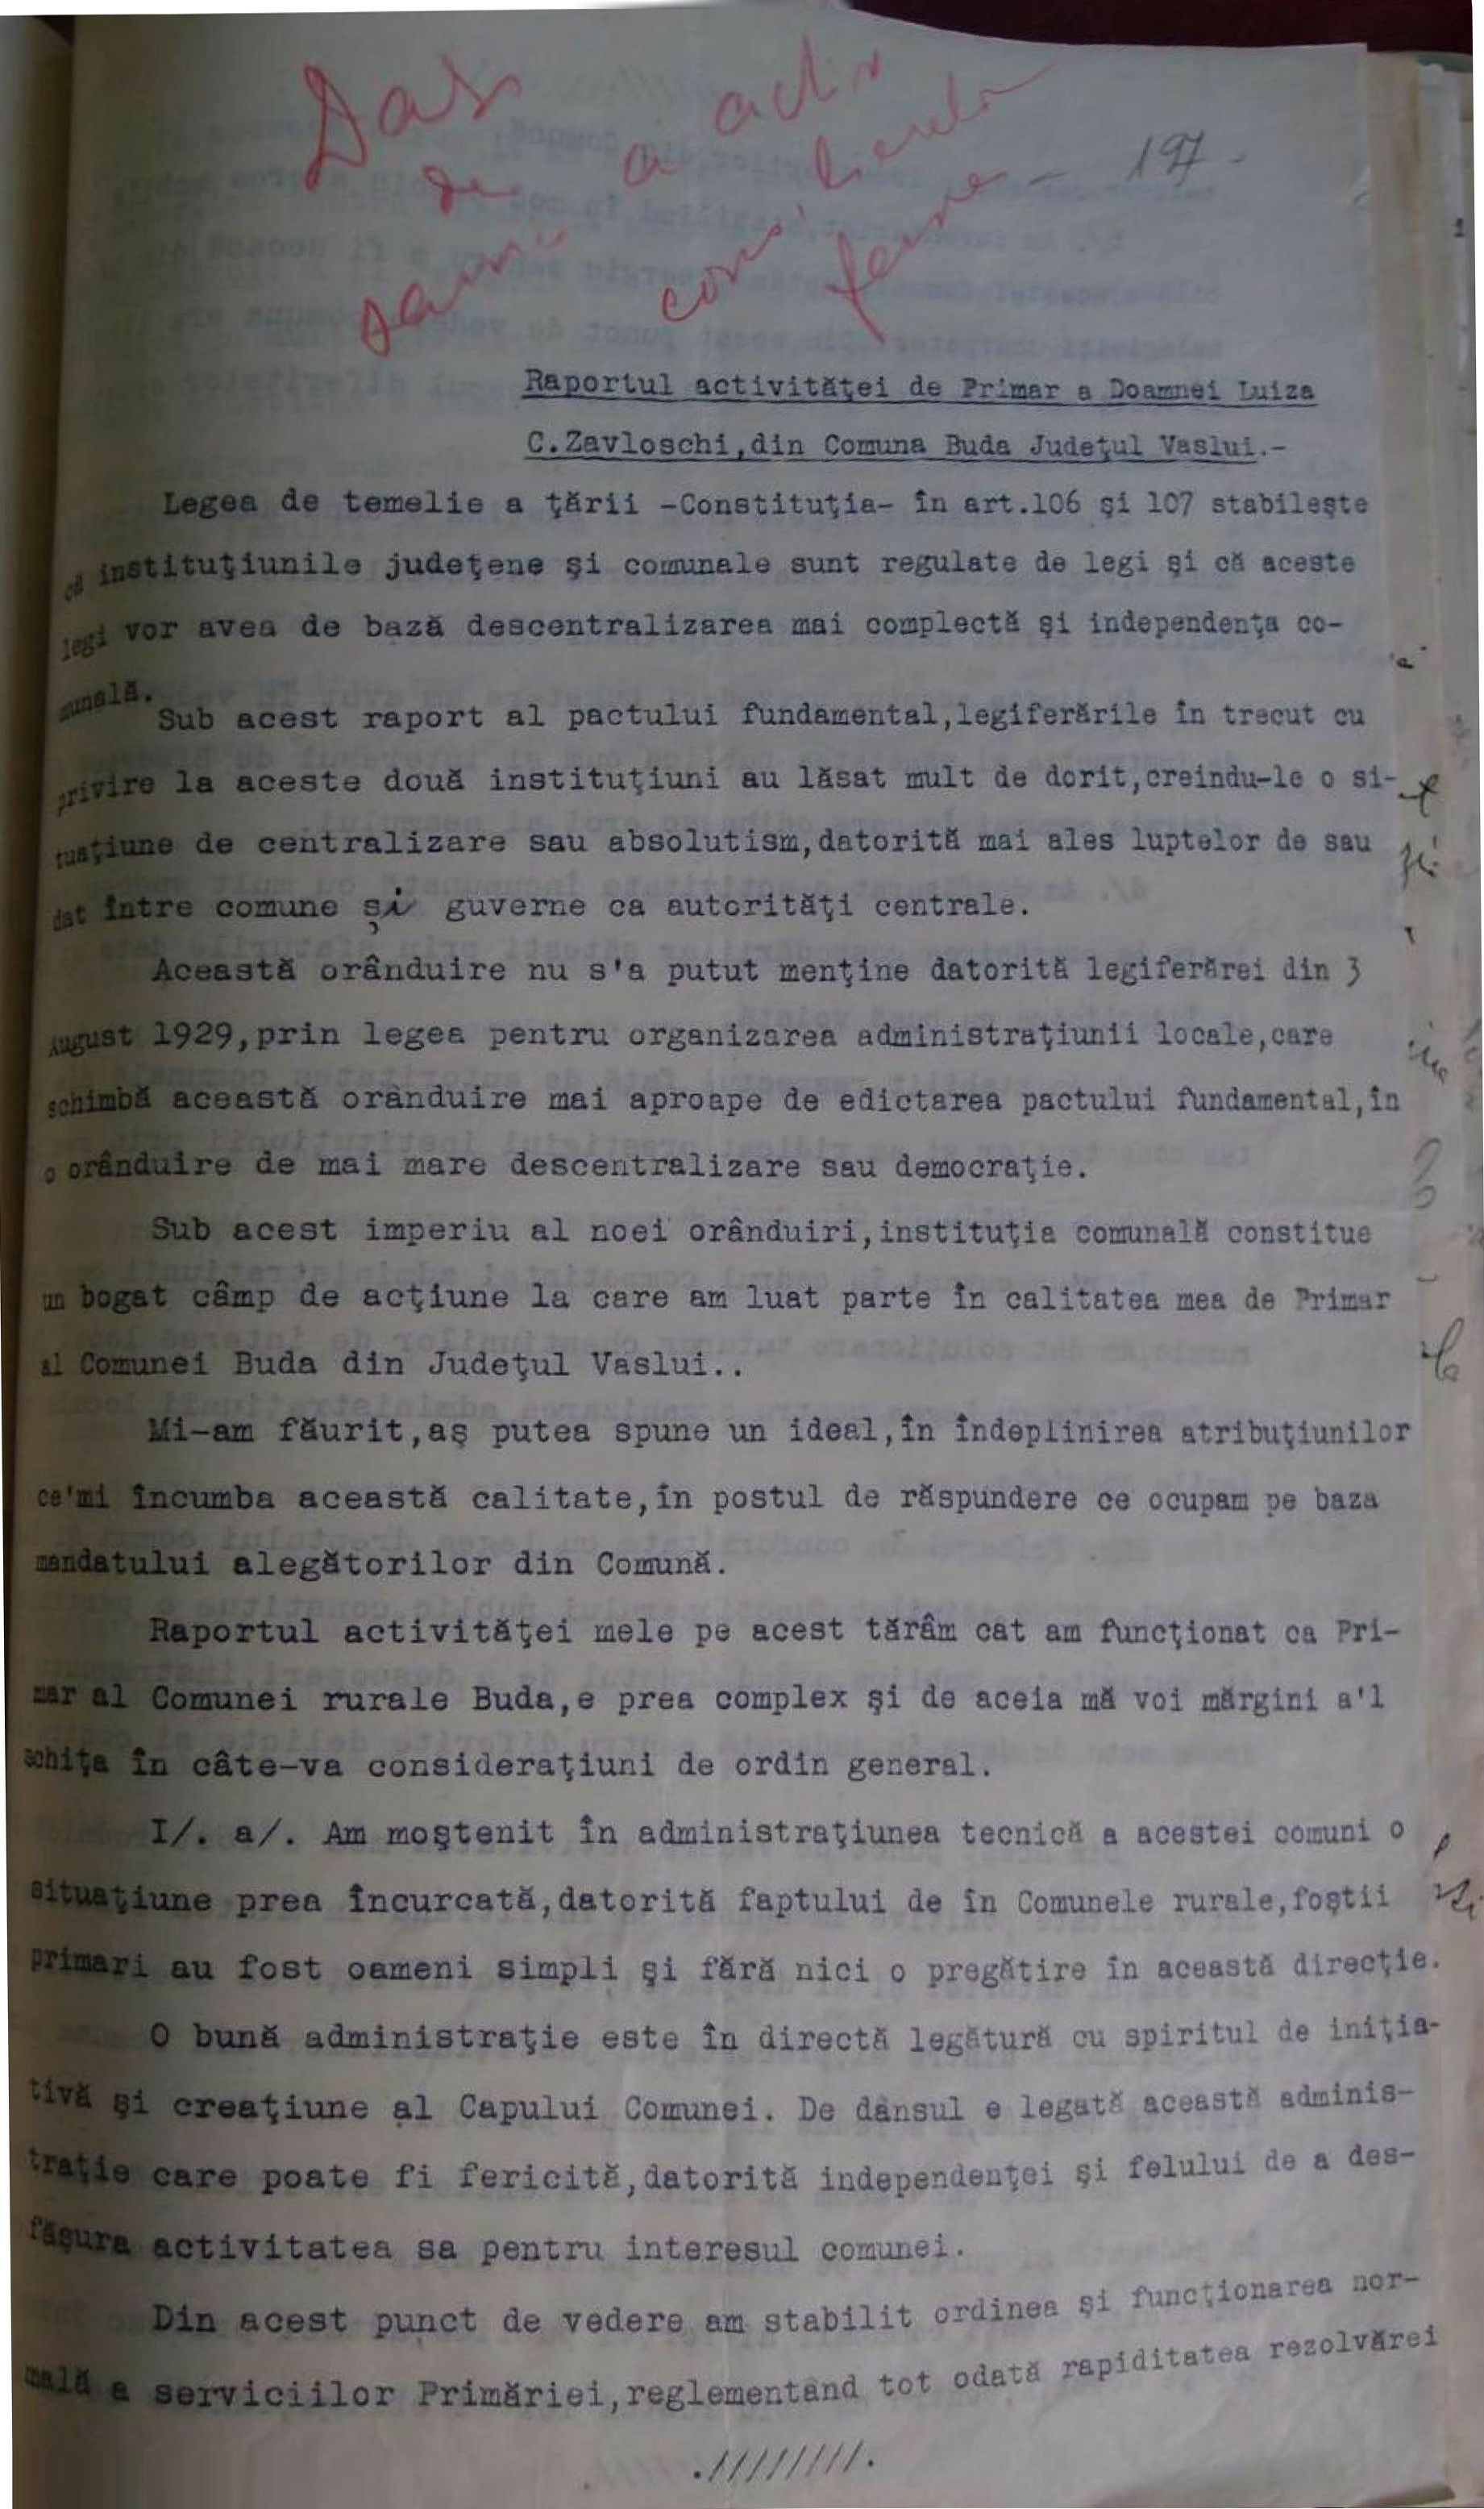 a activ
consilierelor
femei
- 197 -
Raportul activităţei de Primar a Doamnei Luiza
C.Zavloschi,din Comuna Buda Judeţul Vaslui.-
Legea de temelie a ţării -Constituţia- în art.106 şi 107 stabileşte
că instituţiunile judeţene şi comunale sunt regulate de legi şi că aceste
legi vor avea de bază descentralizarea mai complectă şi independenţa co-
munală.
Sub acest raport al pactului fundamental,legiferările în trecut cu
privire la aceste două instituţiuni au lăsat mult de dorit,creindu-le o si-
tuaţiune de centralizare sau absolutism,datorită mai ales luptelor de sau
dat între comune şi guverne ca autorităţi centrale.
Această orânduire nu s'a putut menţine datorită legiferărei din 3
August 1929,prin legea pentru organizarea administraţiunii locale,care
schimbă această orânduire mai aproape de edictarea pactului fundamental,în
o orânduire de mai mare descentralizare sau democraţie.
Sub acest imperiu al noei orânduiri,instituţia comunală constitue
un bogat câmp de acţiune la care am luat parte în calitatea mea de Primar
al Comunei Buda din Judeţul Vaslui..
Mi-am făurit,aş putea spune un ideal,în îndeplinirea atribuţiunilor
ce'mi încumba această calitate,în postul de răspundere ce ocupam pe baza
mandatului alegătorilor din Comună.
Raportul activităţei mele pe acest tărâm cat am funcţionat ca Pri-
mar al Comunei rurale Buda,e prea complex şi de aceia mă voi mărgini a'l
schiţa în câte-va consideraţiuni de ordin general.
I/. a/. Am moştenit în administraţiunea tecnică a acestei comuni o
situaţiune prea încurcată,datorită faptului de în Comunele rurale,foştii
primari au fost oameni simpli şi fără nici o pregătire în această direcţie.
O bună administraţie este în directă legătură cu spiritul de iniţia-
tivă şi creaţiune al Capului Comunei. De dânsul e legată această adminis-
traţie care poate fi fericită,datorită independenţei şi felului de a des-
făşura activitatea sa pentru interesul comunei.
Din acest punct de vedere am stabilit ordinea şi funcţionarea nor-
mală a serviciilor Primăriei,reglementând tot odată rapiditatea rezolvărei
.////////.